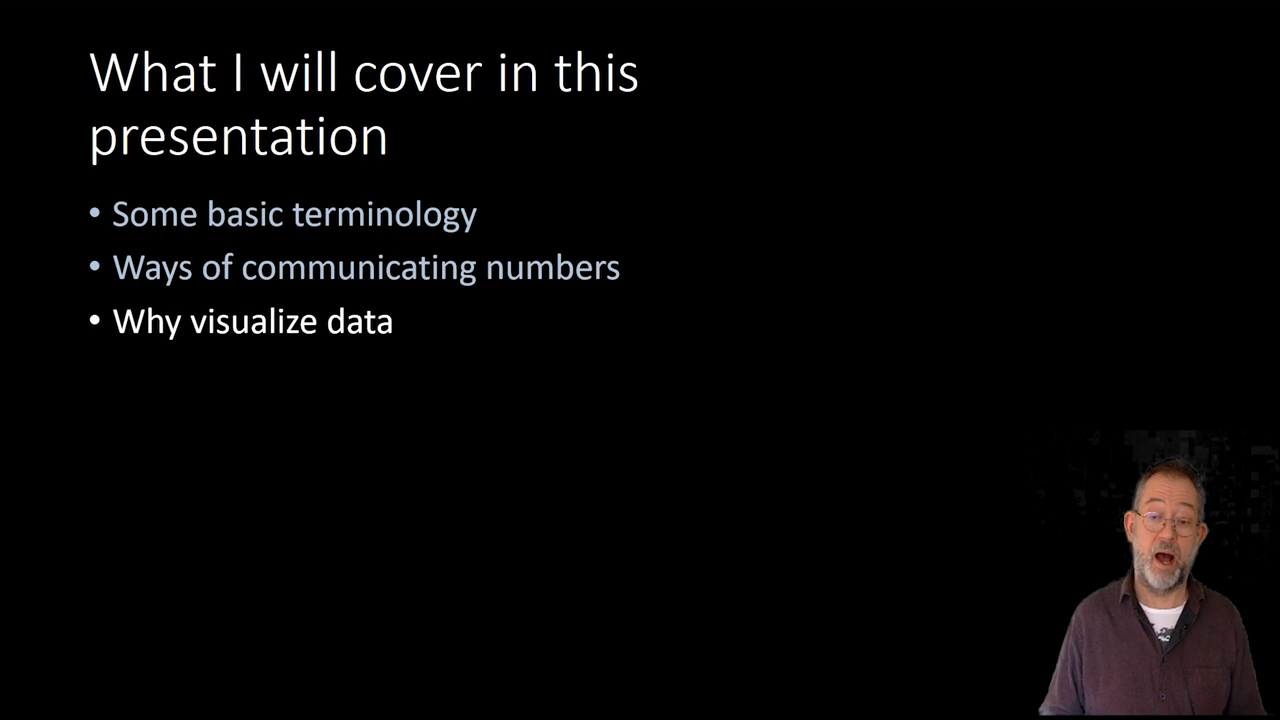 What I will cover in this
presentation
• Some basic terminology
• Ways of communicating numbers
• Why visualize data